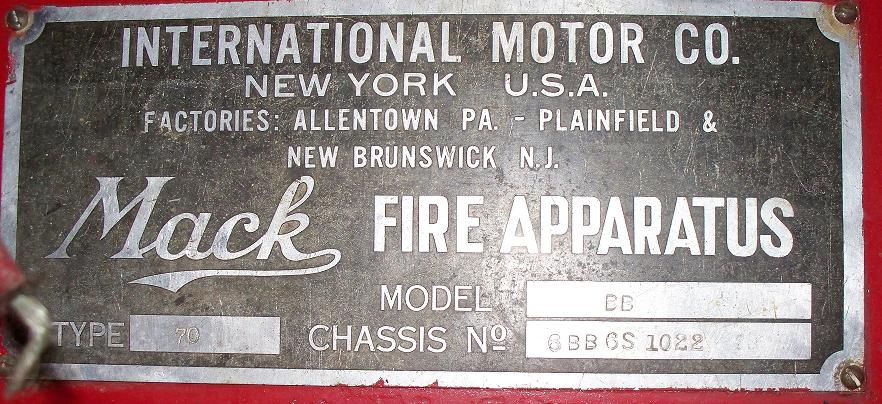 INTERNATIONAL MOTOR CO.
NEW YORK U.S.A.
FACTORIES: ALLENTOWN PA. - PLAINFIELD &
NEW BRUNSWICK N.J.
Mack FIRE APPARATUS
MODEL BB
TYPE 70 CHASSIS Nº 6BB6S 1022